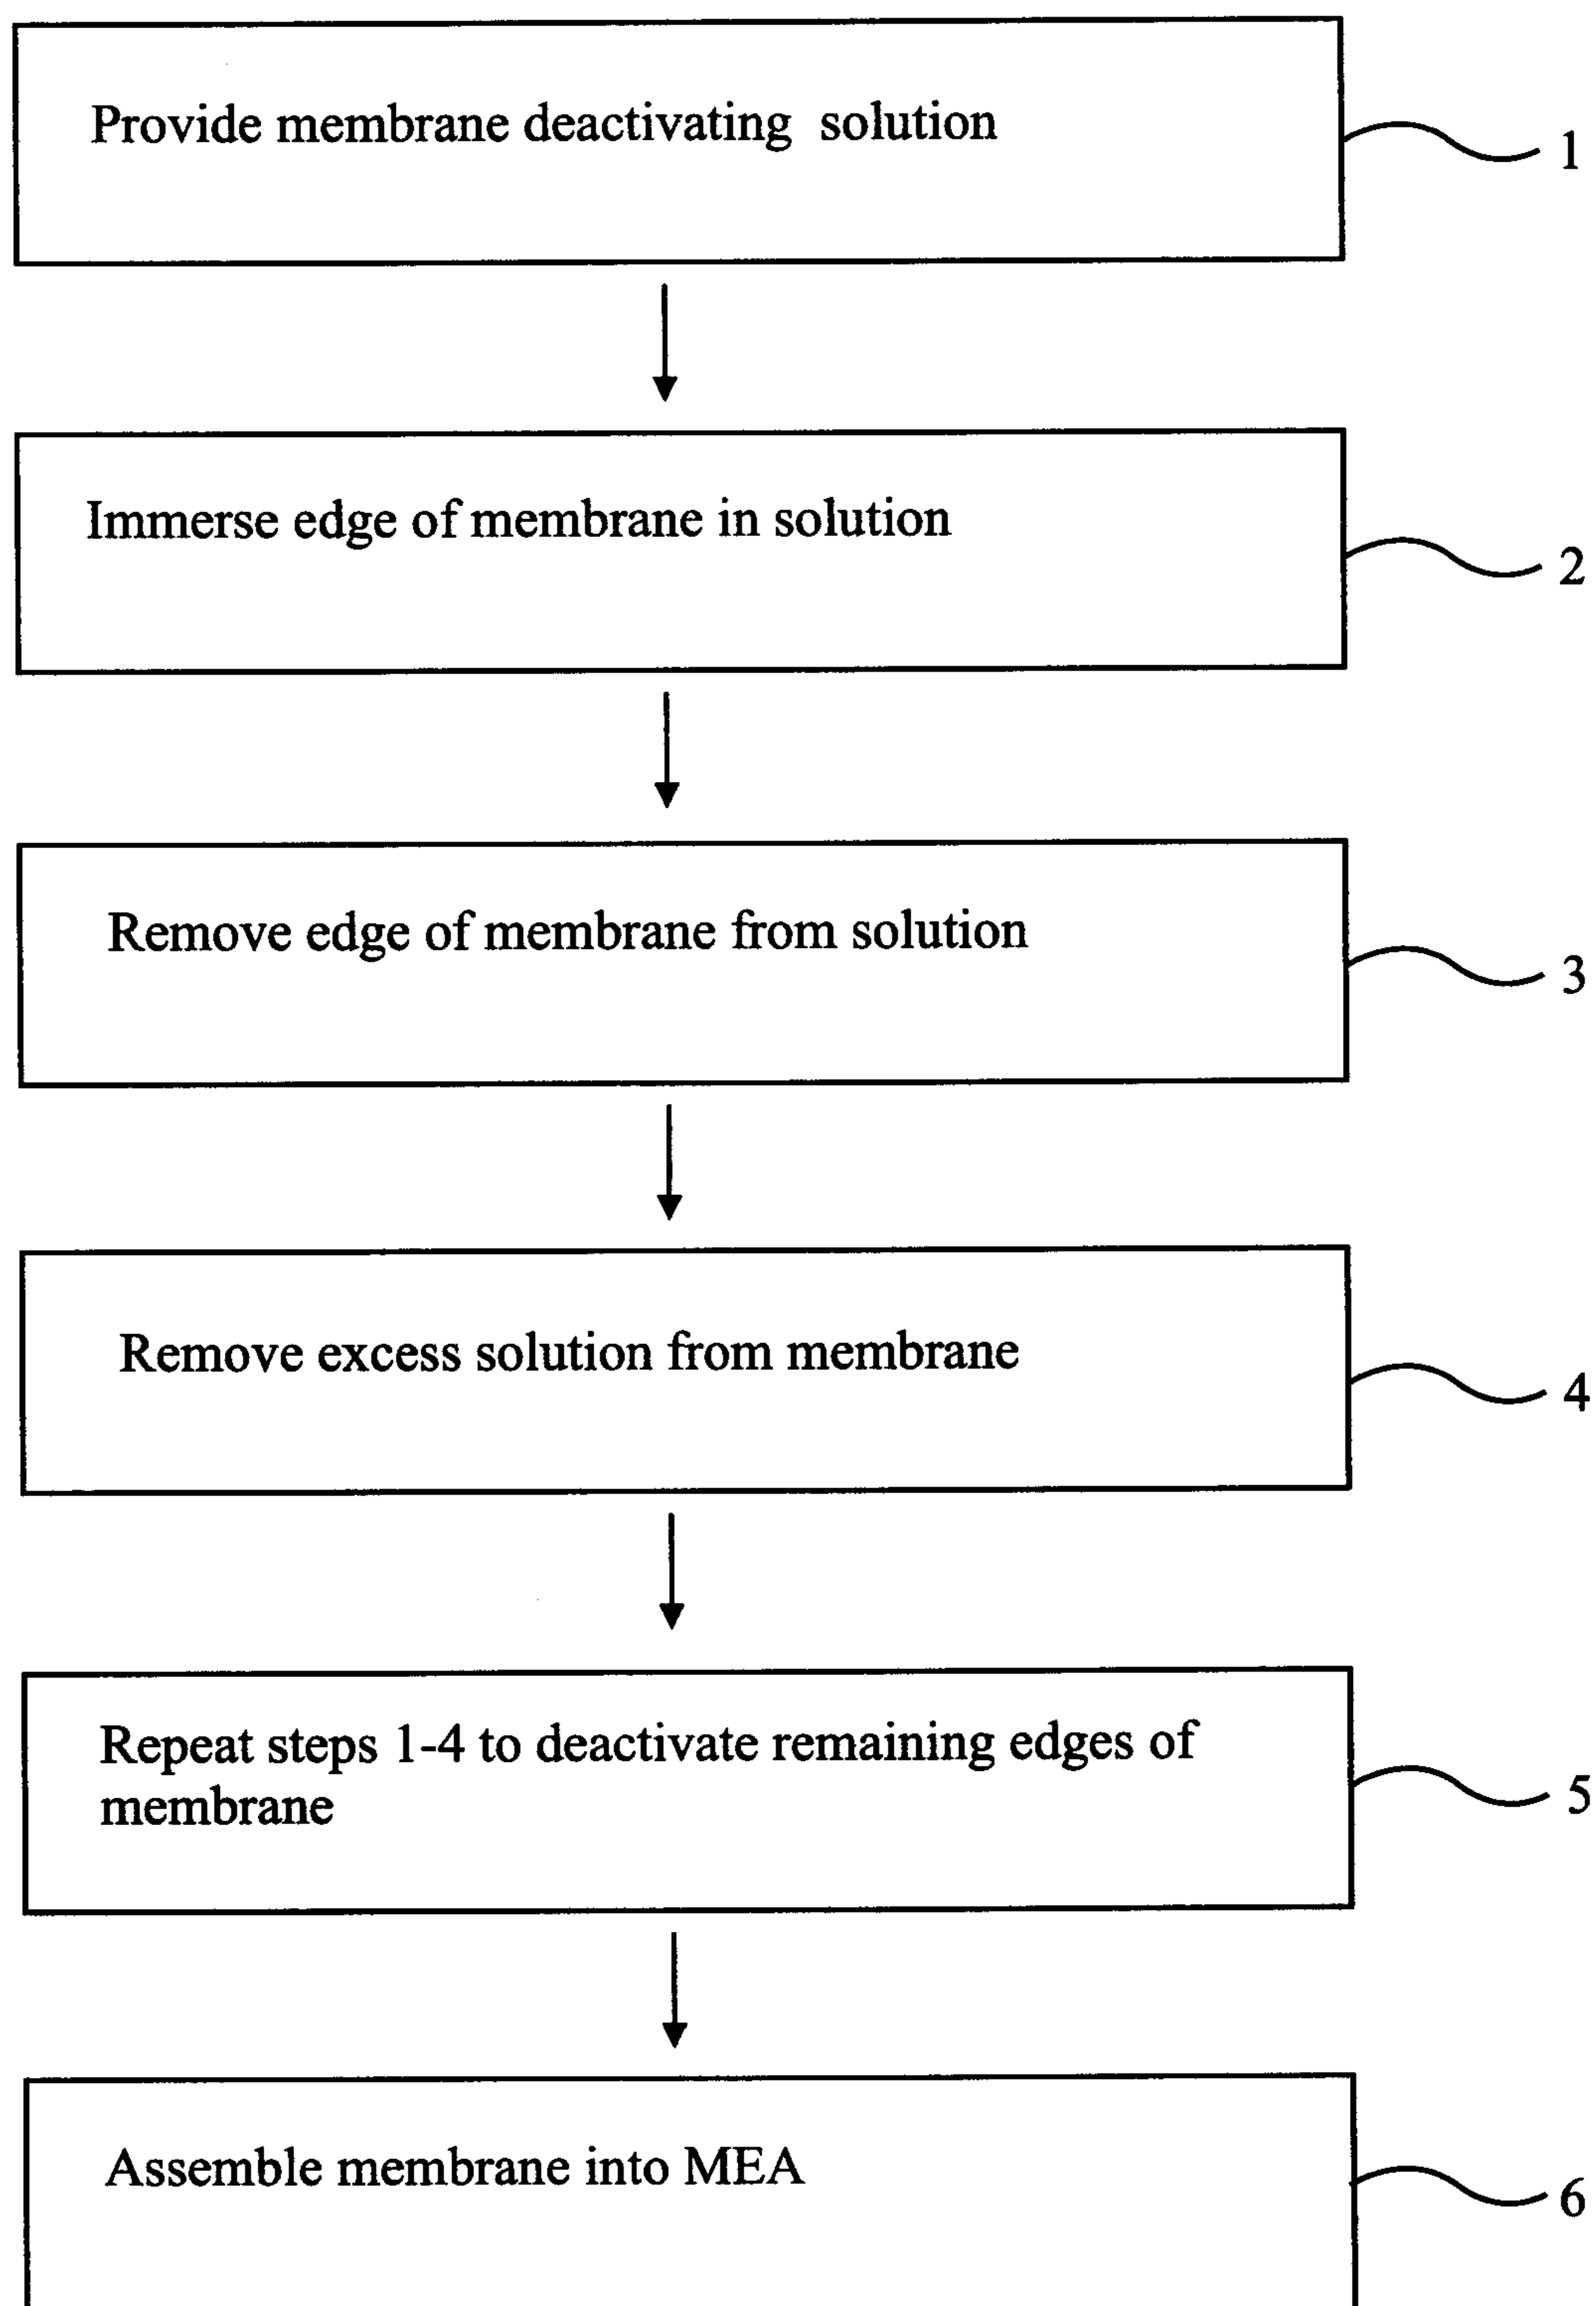 Provide membrane deactivating solution
1
Immerse edge of membrane in solution
2
Remove edge of membrane from solution
3
Remove excess solution from membrane
4
Repeat steps 1-4 to deactivate remaining edges of
membrane
5
Assemble membrane into MEA
6